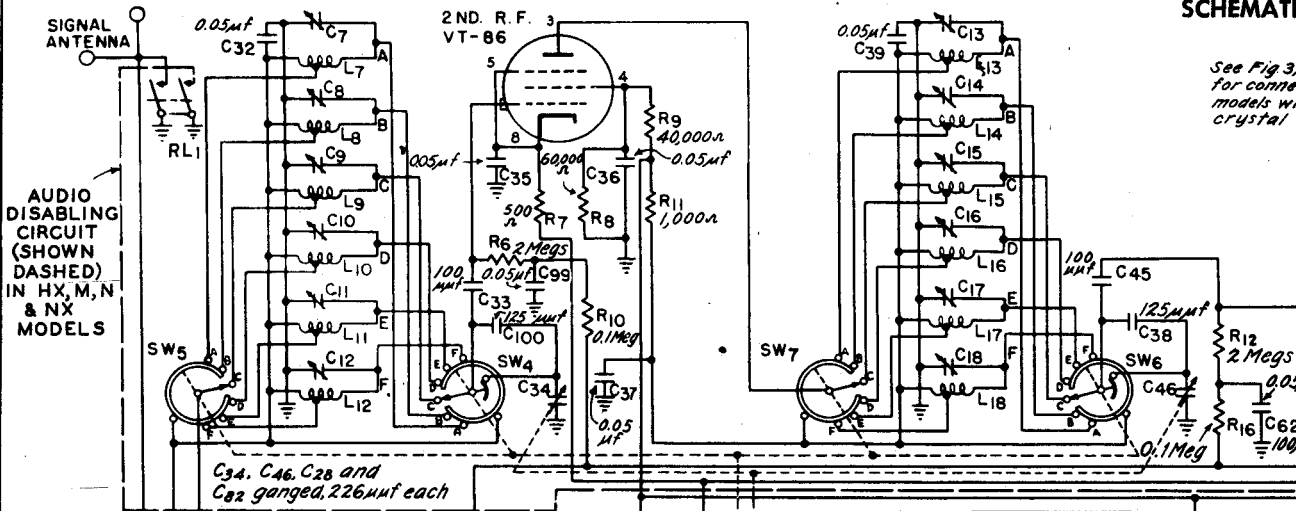 SCHEMATI
SIGNAL
ANTENNA
RL1
AUDIO
DISABLING
CIRCUIT
(SHOWN
DASHED)
IN HX, M, N
& NX
MODELS
0.05μf
C32
C7
A
L7
C8
B
L8
C9
C
L9
C10
D
L10
C11
E
L11
C12
F
L12
SW5
A
B
C
D
E
F
SW4
F
E
D
C
B
A
C34, C46, C28 and
C82 ganged, 226μμf each
2ND. R.F.
VT-86
3
5
4
8
0.05μf
C35
500
Ω
R7
60,000
Ω
R8
C36
0.05μf
R9
40,000Ω
R11
1,000Ω
R6
2 Megs
100
μμf
C33
0.05μf
C99
125 μμf
C100
C34
R10
0.1Meg
C37
0.05
μf
0.05μf
C39
C13
A
L13
C14
B
L14
C15
C
L15
C16
D
L16
C17
E
L17
C18
F
L18
SW7
A
B
C
D
E
F
SW6
F
E
D
C
B
A
See Fig 3,
for conne
models wi
crystal
100
μμf
C45
125μμf
C38
C46
R12
2 Megs
R16
0.1Meg
0.05
C62
100,